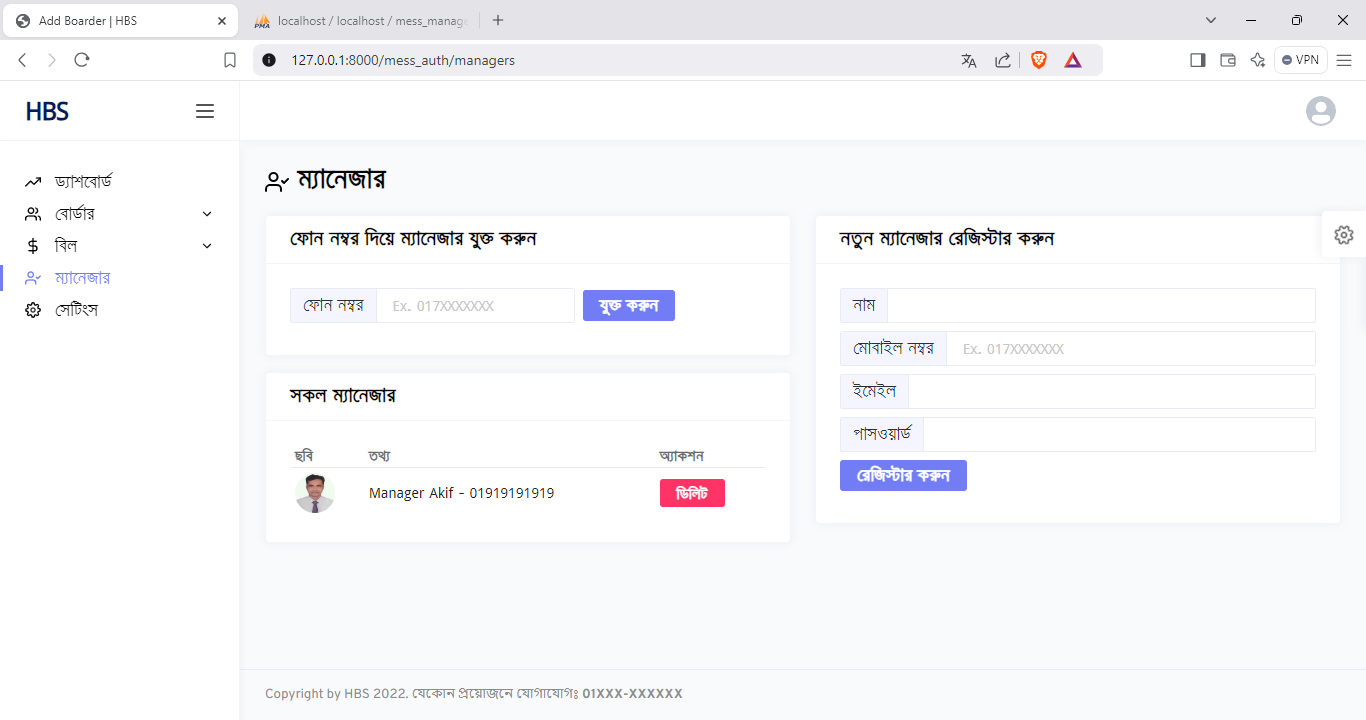 Add Boarder | HBS
localhost / localhost / mess_manage
127.0.0.1:8000/mess_auth/managers
VPN
HBS
ড্যাশবোর্ড
বোর্ডার
বিল
ম্যানেজার
সেটিংস
ম্যানেজার
ফোন নম্বর দিয়ে ম্যানেজার যুক্ত করুন
ফোন নম্বর Ex. 017XXXXXXX যুক্ত করুন
সকল ম্যানেজার
ছবি তথ্য অ্যাকশন
Manager Akif - 01919191919 ডিলিট
নতুন ম্যানেজার রেজিস্টার করুন
নাম
মোবাইল নম্বর Ex. 017XXXXXXX
ইমেইল
পাসওয়ার্ড
রেজিস্টার করুন
Copyright by HBS 2022. যেকোন প্রয়োজনে যোগাযোগঃ 01XXX-XXXXXX